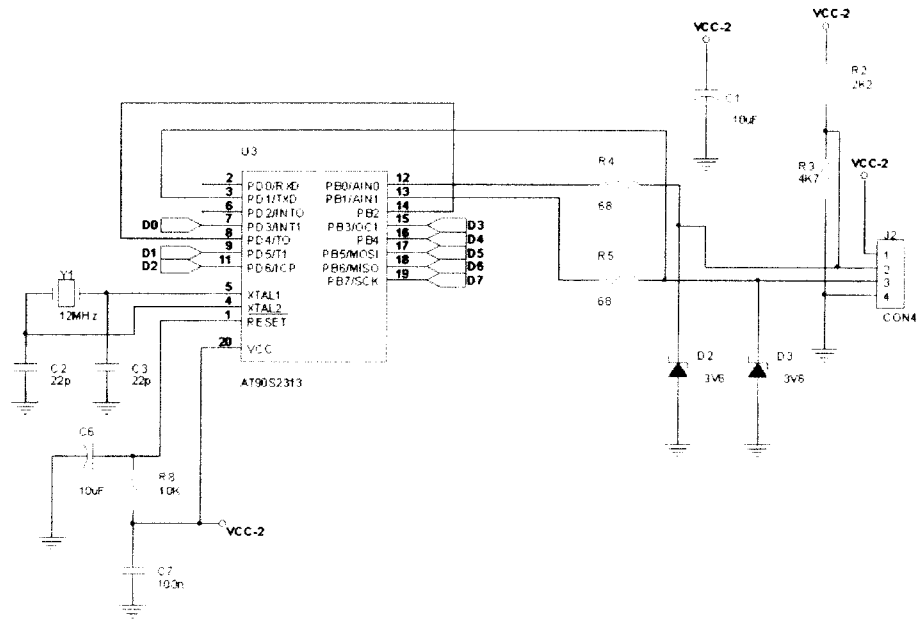 VCC-2
VCC-2
R2
2K2
C1
10uF
U3
R4
R3
4K7
VCC-2
2 PD0/RXD PB0/AIN0 12
3 PD1/TXD PB1/AIN1 13
6 PD2/INT0 PB2 14
D0 7 PD3/INT1 PB3/OC1 15 D3
8 PD4/T0 PB4 16 D4
D1 9 PD5/T1 PB5/MOSI 17 D5
D2 11 PD6/ICP PB6/MISO 18 D6
PB7/SCK 19 D7
68
R5
68
J2
1
2
3
4
CON4
Y1
12MHz
5 XTAL1
4 XTAL2
1 RESET
20 VCC
C2
22p
C3
22p
AT90S2313
D2
3V6
D3
3V6
C6
10uF
R8
10K
VCC-2
C7
100n